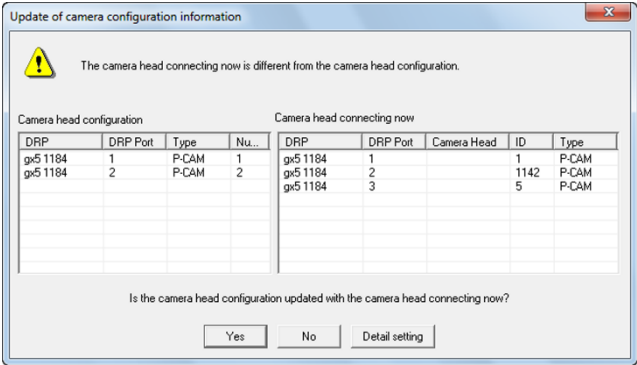 Update of camera configuration information
The camera head connecting now is different from the camera head configuration.
Camera head configuration
DRP DRP Port Type Nu...
gx5 1184 1 P-CAM 1
gx5 1184 2 P-CAM 2
Camera head connecting now
DRP DRP Port Camera Head ID Type
gx5 1184 1 1 P-CAM
gx5 1184 2 1142 P-CAM
gx5 1184 3 5 P-CAM
Is the camera head configuration updated with the camera head connecting now?
Yes No Detail setting